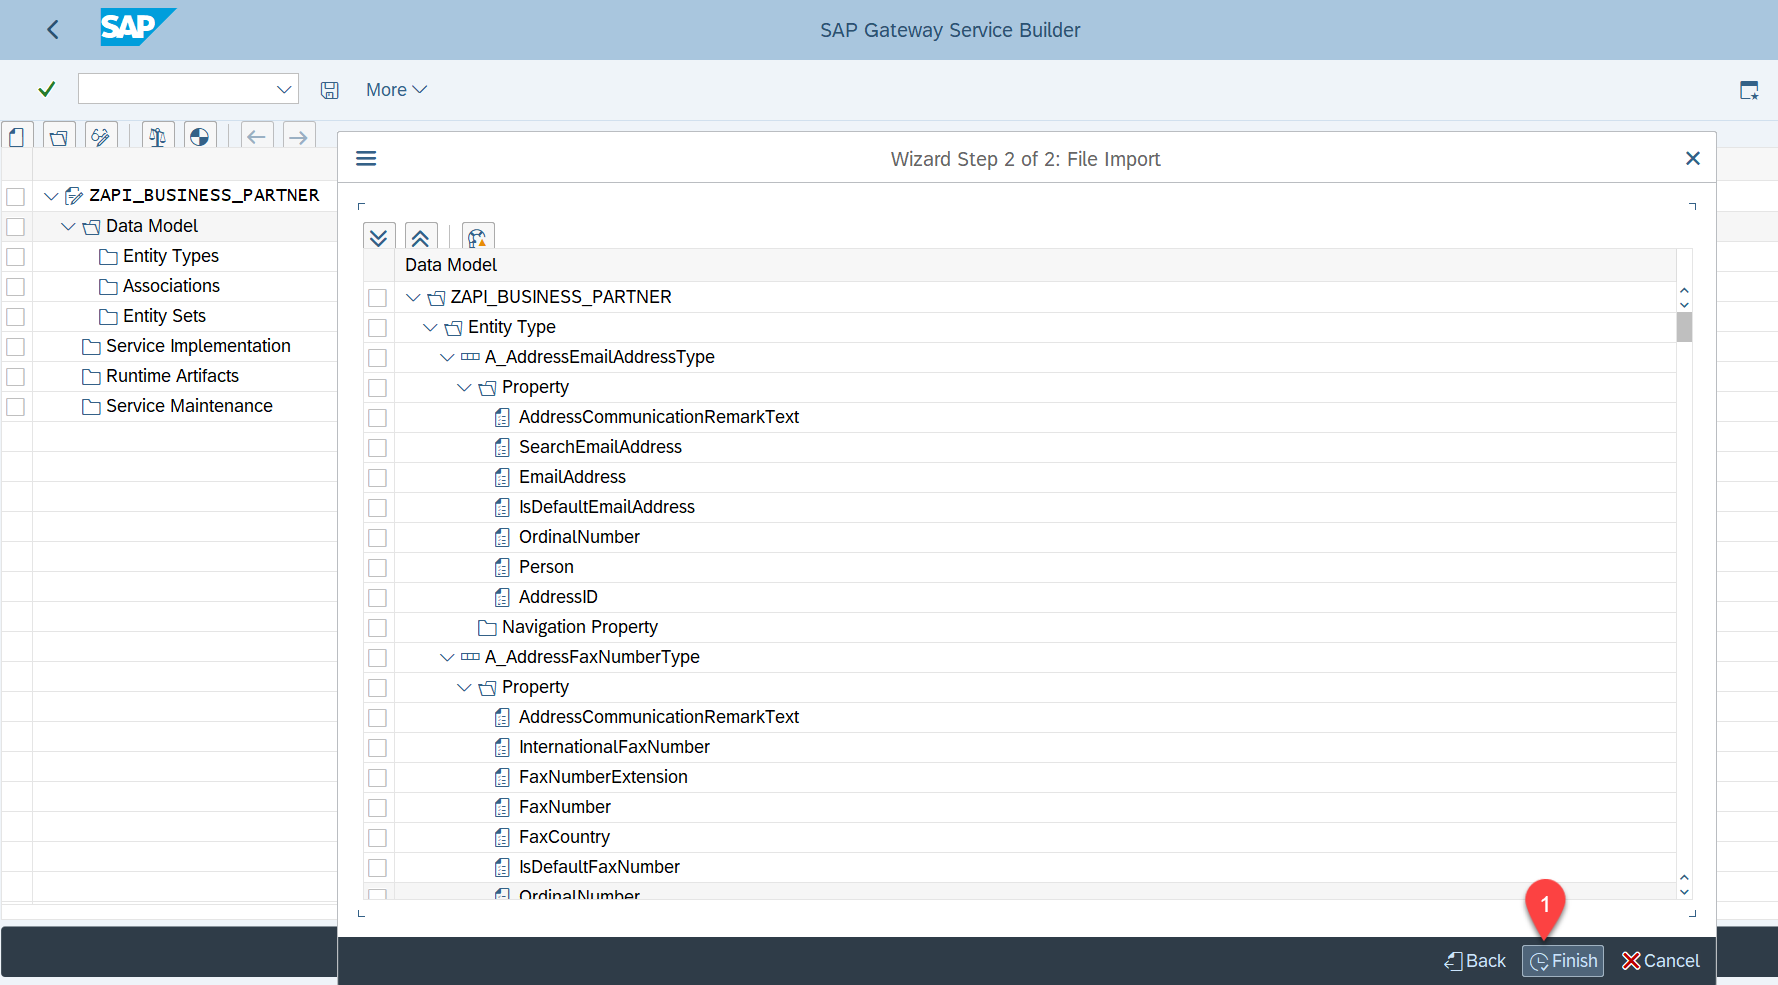 SAP
SAP Gateway Service Builder
More
Wizard Step 2 of 2: File Import
ZAPI_BUSINESS_PARTNER
Data Model
Entity Types
Associations
Entity Sets
Service Implementation
Runtime Artifacts
Service Maintenance
Data Model
ZAPI_BUSINESS_PARTNER
Entity Type
A_AddressEmailAddressType
Property
AddressCommunicationRemarkText
SearchEmailAddress
EmailAddress
IsDefaultEmailAddress
OrdinalNumber
Person
AddressID
Navigation Property
A_AddressFaxNumberType
Property
AddressCommunicationRemarkText
InternationalFaxNumber
FaxNumberExtension
FaxNumber
FaxCountry
IsDefaultFaxNumber
OrdinalNumber
1
Back Finish Cancel